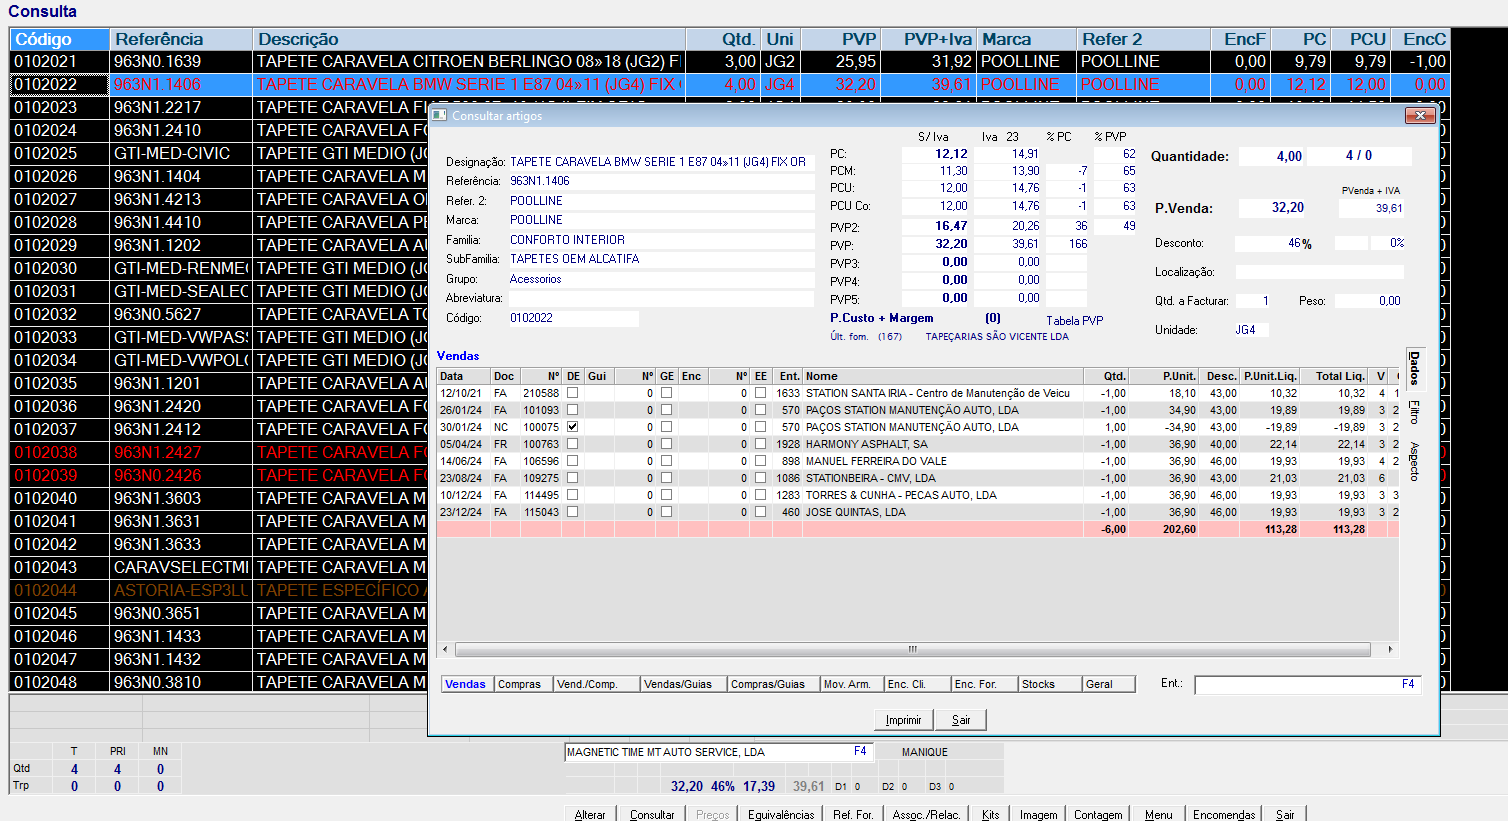 Consulta
Código Referência Descrição Qtd. Uni PVP PVP+Iva Marca Refer 2 EncF PC PCU EncC
0102021 963N0.1639 TAPETE CARAVELA CITROEN BERLINGO 08»18 (JG2) FI 3,00 JG2 25,95 31,92 POOLLINE POOLLINE 0,00 9,79 9,79 -1,00
0102022 963N1.1406 TAPETE CARAVELA BMW SERIE 1 E87 04»11 (JG4) FIX 4,00 JG4 32,20 39,61 POOLLINE POOLLINE 0,00 12,12 12,00 0,00
0102023 963N1.2217 TAPETE CARAVELA FI
0102024 963N1.2410 TAPETE CARAVELA FO
0102025 GTI-MED-CIVIC TAPETE GTI MEDIO (JO
0102026 963N1.1404 TAPETE CARAVELA M
0102027 963N1.4213 TAPETE CARAVELA O
0102028 963N1.4410 TAPETE CARAVELA PE
0102029 963N1.1202 TAPETE CARAVELA AU
0102030 GTI-MED-RENME TAPETE GTI MEDIO (JO
0102031 GTI-MED-SEALEC TAPETE GTI MEDIO (JO
0102032 963N0.5627 TAPETE CARAVELA TO
0102033 GTI-MED-VWPAS TAPETE GTI MEDIO (JO
0102034 GTI-MED-VWPOL TAPETE GTI MEDIO (JO
0102035 963N1.1201 TAPETE CARAVELA AU
0102036 963N1.2420 TAPETE CARAVELA FO
0102037 963N1.2412 TAPETE CARAVELA FO
0102038 963N1.2427 TAPETE CARAVELA FO
0102039 963N0.2426 TAPETE CARAVELA FO
0102040 963N1.3603 TAPETE CARAVELA M
0102041 963N1.3631 TAPETE CARAVELA M
0102042 963N1.3633 TAPETE CARAVELA M
0102043 CARAVSELECTM TAPETE CARAVELA M
0102044 ASTORIA-ESP3LU TAPETE ESPECÍFICO A
0102045 963N0.3651 TAPETE CARAVELA M
0102046 963N1.1433 TAPETE CARAVELA M
0102047 963N1.1432 TAPETE CARAVELA M
0102048 963N0.3810 TAPETE CARAVELA M
Consultar artigos
Designação: TAPETE CARAVELA BMW SERIE 1 E87 04»11 (JG4) FIX OR
Referência: 963N1.1406
Refer. 2: POOLLINE
Marca: POOLLINE
Familia: CONFORTO INTERIOR
SubFamilia: TAPETES OEM ALCATIFA
Grupo: Acessorios
Abreviatura:
Código: 0102022
S/ Iva Iva 23 % PC % PVP
PC: 12,12 14,91 62
PCM: 11,30 13,90 -7 65
PCU: 12,00 14,76 -1 63
PCU Co: 12,00 14,76 -1 63
PVP2: 16,47 20,26 36 49
PVP: 32,20 39,61 166
PVP3: 0,00 0,00
PVP4: 0,00 0,00
PVP5: 0,00 0,00
P.Custo + Margem (0) Tabela PVP
Últ. forn. (167) TAPEÇARIAS SÃO VICENTE LDA
Quantidade: 4,00 4 / 0
PVenda + IVA
P.Venda: 32,20 39,61
Desconto: 46 % 0%
Localização:
Qtd. a Facturar: 1 Peso: 0,00
Unidade: JG4
Vendas
Data Doc Nº DE Gui Nº GE Enc Nº EE Ent. Nome Qtd. P.Unit. Desc. P.Unit.Liq. Total Liq. V
12/10/21 FA 210588 0 0 1633 STATION SANTA IRIA - Centro de Manutenção de Veicu -1,00 18,10 43,00 10,32 10,32 4 1
26/01/24 FA 101093 0 0 570 PAÇOS STATION MANUTENÇÃO AUTO, LDA -1,00 34,90 43,00 19,89 19,89 3 2
30/01/24 NC 100075 0 0 570 PAÇOS STATION MANUTENÇÃO AUTO, LDA 1,00 -34,90 43,00 -19,89 -19,89 3 2
05/04/24 FR 100763 0 0 1928 HARMONY ASPHALT, SA -1,00 36,90 40,00 22,14 22,14 3 2
14/06/24 FA 106596 0 0 898 MANUEL FERREIRA DO VALE -1,00 36,90 46,00 19,93 19,93 4 2
23/08/24 FA 109275 0 0 1086 STATIONBEIRA - CMV, LDA -1,00 36,90 43,00 21,03 21,03 6
10/12/24 FA 114495 0 0 1283 TORRES & CUNHA - PECAS AUTO, LDA -1,00 36,90 46,00 19,93 19,93 3 3
23/12/24 FA 115043 0 0 460 JOSE QUINTAS, LDA -1,00 36,90 46,00 19,93 19,93 3 2
-6,00 202,60 113,28 113,28
Dados
Filtro
Aspecto
Vendas Compras Vend./Comp. Vendas/Guias Compras/Guias Mov. Arm. Enc. Cli. Enc. For. Stocks Geral Ent.: F4
Imprimir Sair
T PRI MN
Qtd 4 4 0
Trp 0 0 0
MAGNETIC TIME MT AUTO SERVICE, LDA F4 MANIQUE
32,20 46% 17,39 39,61 D1 0 D2 0 D3 0
Alterar Consultar Preços Equivalências Ref. For. Assoc./Relac. Kits Imagem Contagem Menu Encomendas Sair